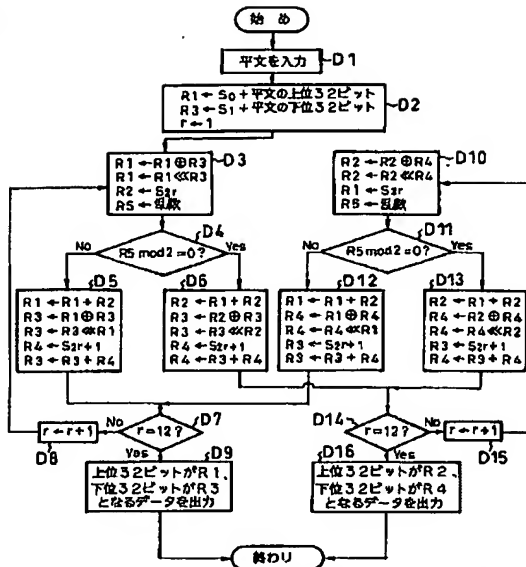 始め
平文を入力
D1
R1←S0+平文の上位32ビット
R3←S1+平文の下位32ビット
r←1
D2
D3
R1←R1⊕R3
R1←R1⋘R3
R2←S2r
R5←乱数
D10
R2←R2⊕R4
R2←R2⋘R4
R1←S2r
R6←乱数
D4
No
R5 mod2=0?
Yes
D11
No
R5 mod2=0?
Yes
D5
R1←R1+R2
R3←R1⊕R3
R3←R3⋘R1
R4←S2r+1
R3←R3+R4
D6
R2←R1+R2
R3←R2⊕R3
R3←R3⋘R2
R4←S2r+1
R4←R3+R4
D12
R1←R1+R2
R4←R1⊕R4
R4←R4⋘R1
R3←S2r+1
R3←R3+R4
D13
R2←R1+R2
R4←R2⊕R4
R4←R4⋘R2
R3←S2r+1
R4←R3+R4
r←r+1
D8
No
r=12?
D7
Yes
D14
r=12?
No
Yes
r←r+1
D15
D9
上位32ビットがR1、
下位32ビットがR3
となるデータを出力
D16
上位32ビットがR2、
下位32ビットがR4
となるデータを出力
終わり